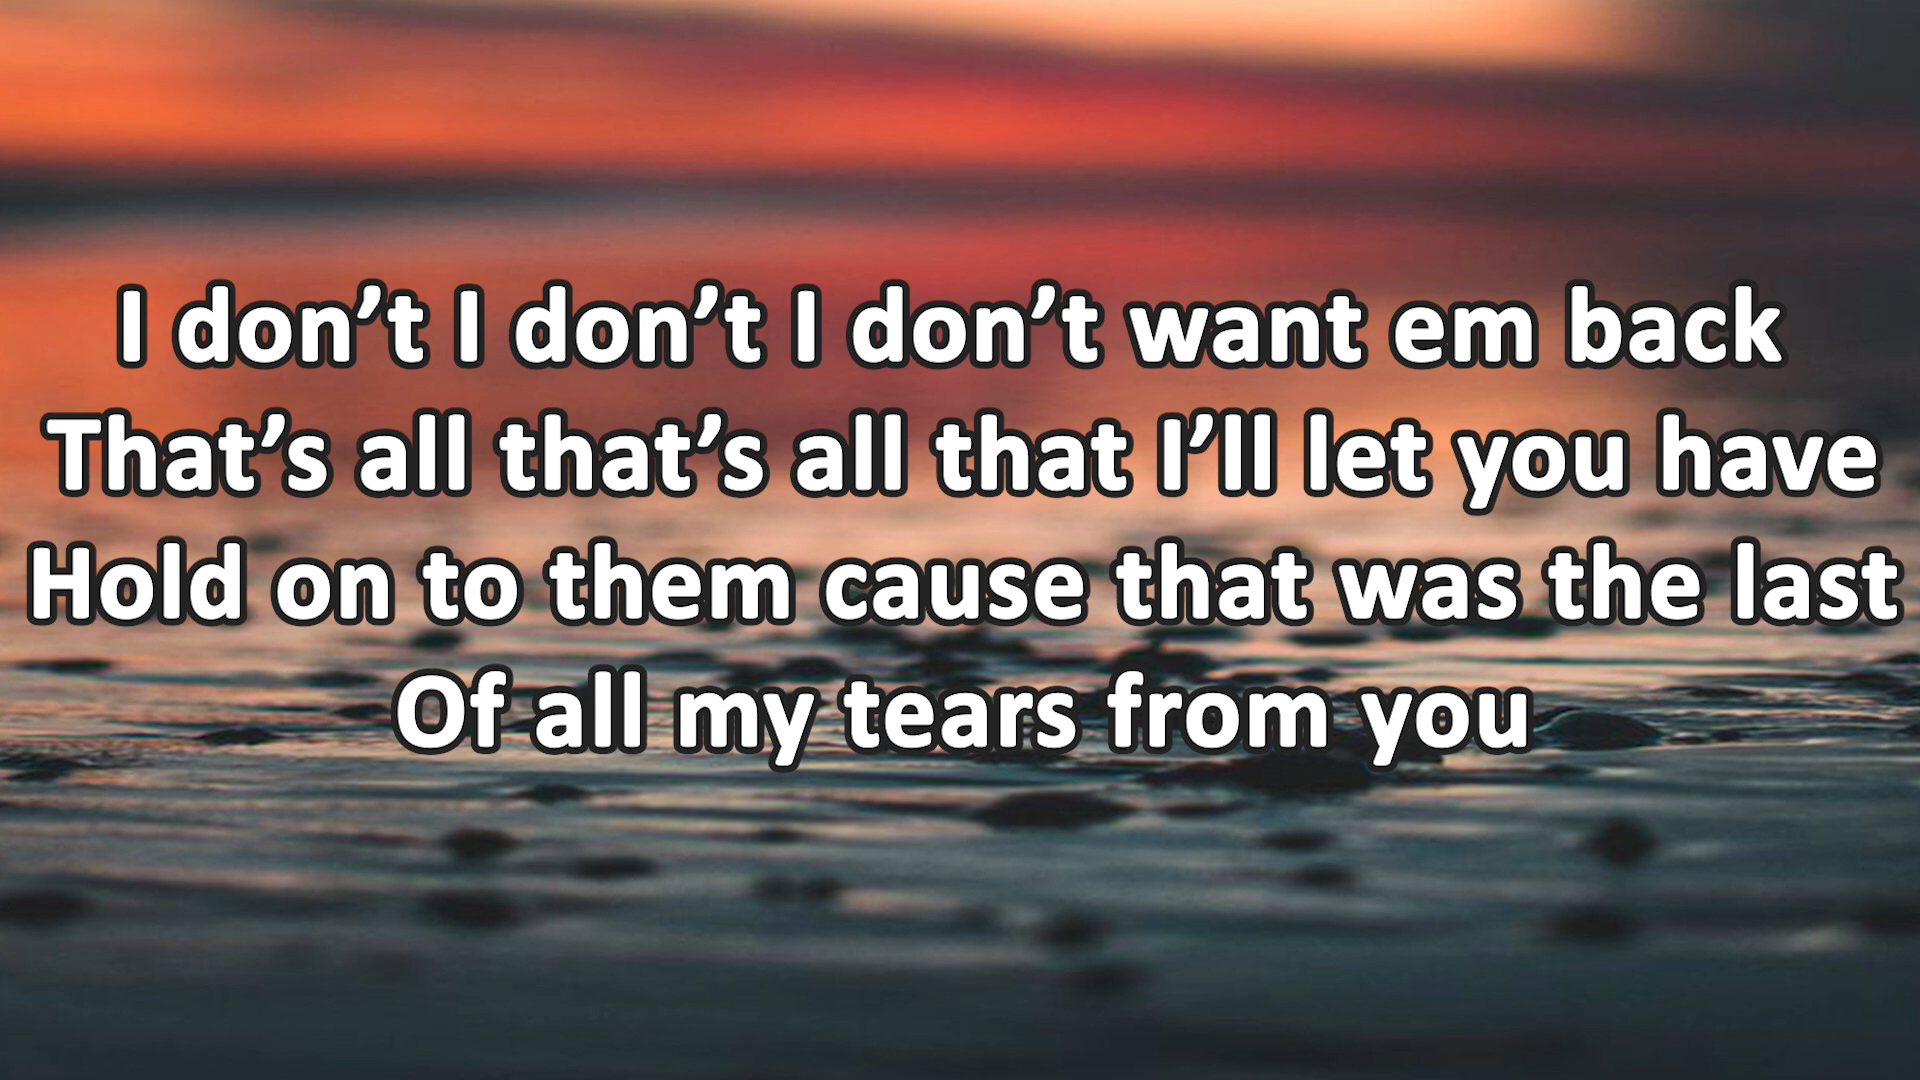 I don’t I don’t I don’t want em back
That’s all that’s all that I’ll let you have
Hold on to them cause that was the last
Of all my tears from you